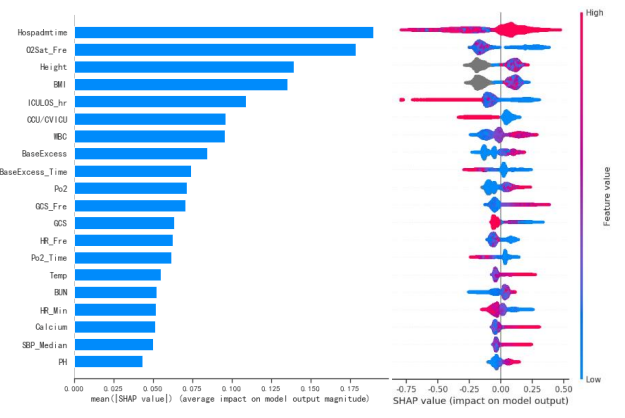 High
Hospadmtime
O2Sat_Fre
Height
BMI
ICULOS_hr
CCU/CVICU
WBC
BaseExcess
BaseExcess_Time
Po2
GCS_Fre
GCS
HR_Fre
Po2_Time
Temp
BUN
HR_Min
Calcium
SBP_Median
PH
Feature value
Low
0.000 0.025 0.050 0.075 0.100 0.125 0.150 0.175
mean(|SHAP value|) (average impact on model output magnitude)
-0.75 -0.50 -0.25 0.00 0.25 0.50
SHAP value (impact on model output)